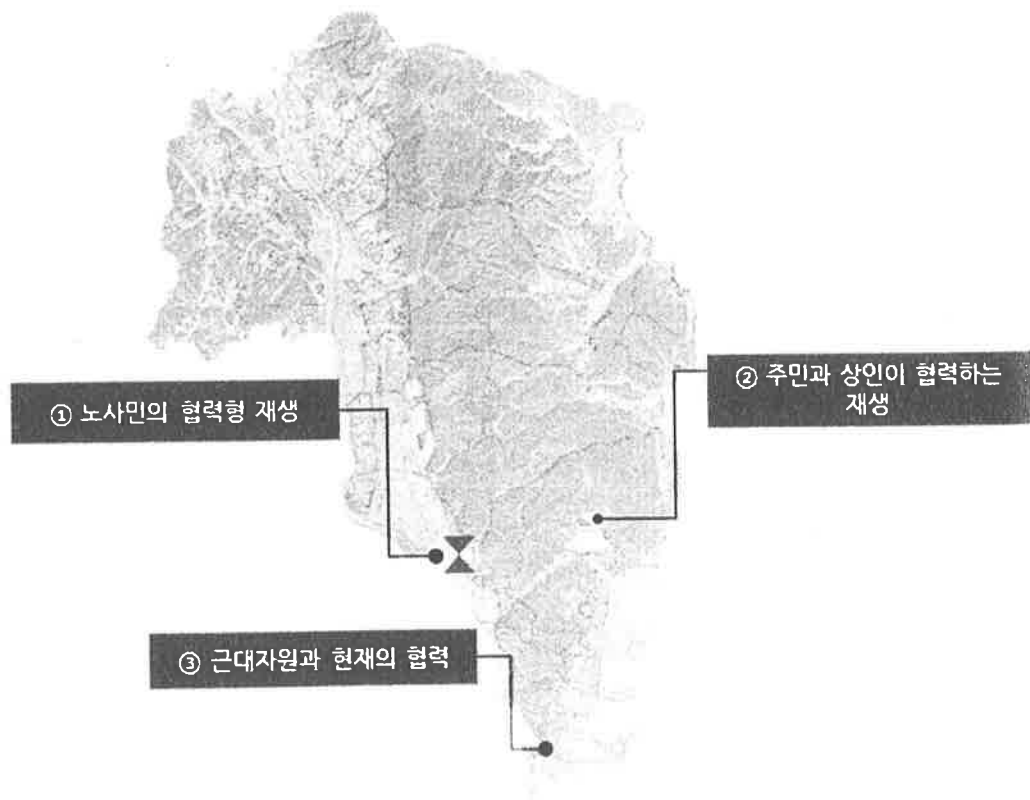 ① 노사민의 협력형 재생
② 주민과 상인이 협력하는
재생
③ 근대자원과 현재의 협력